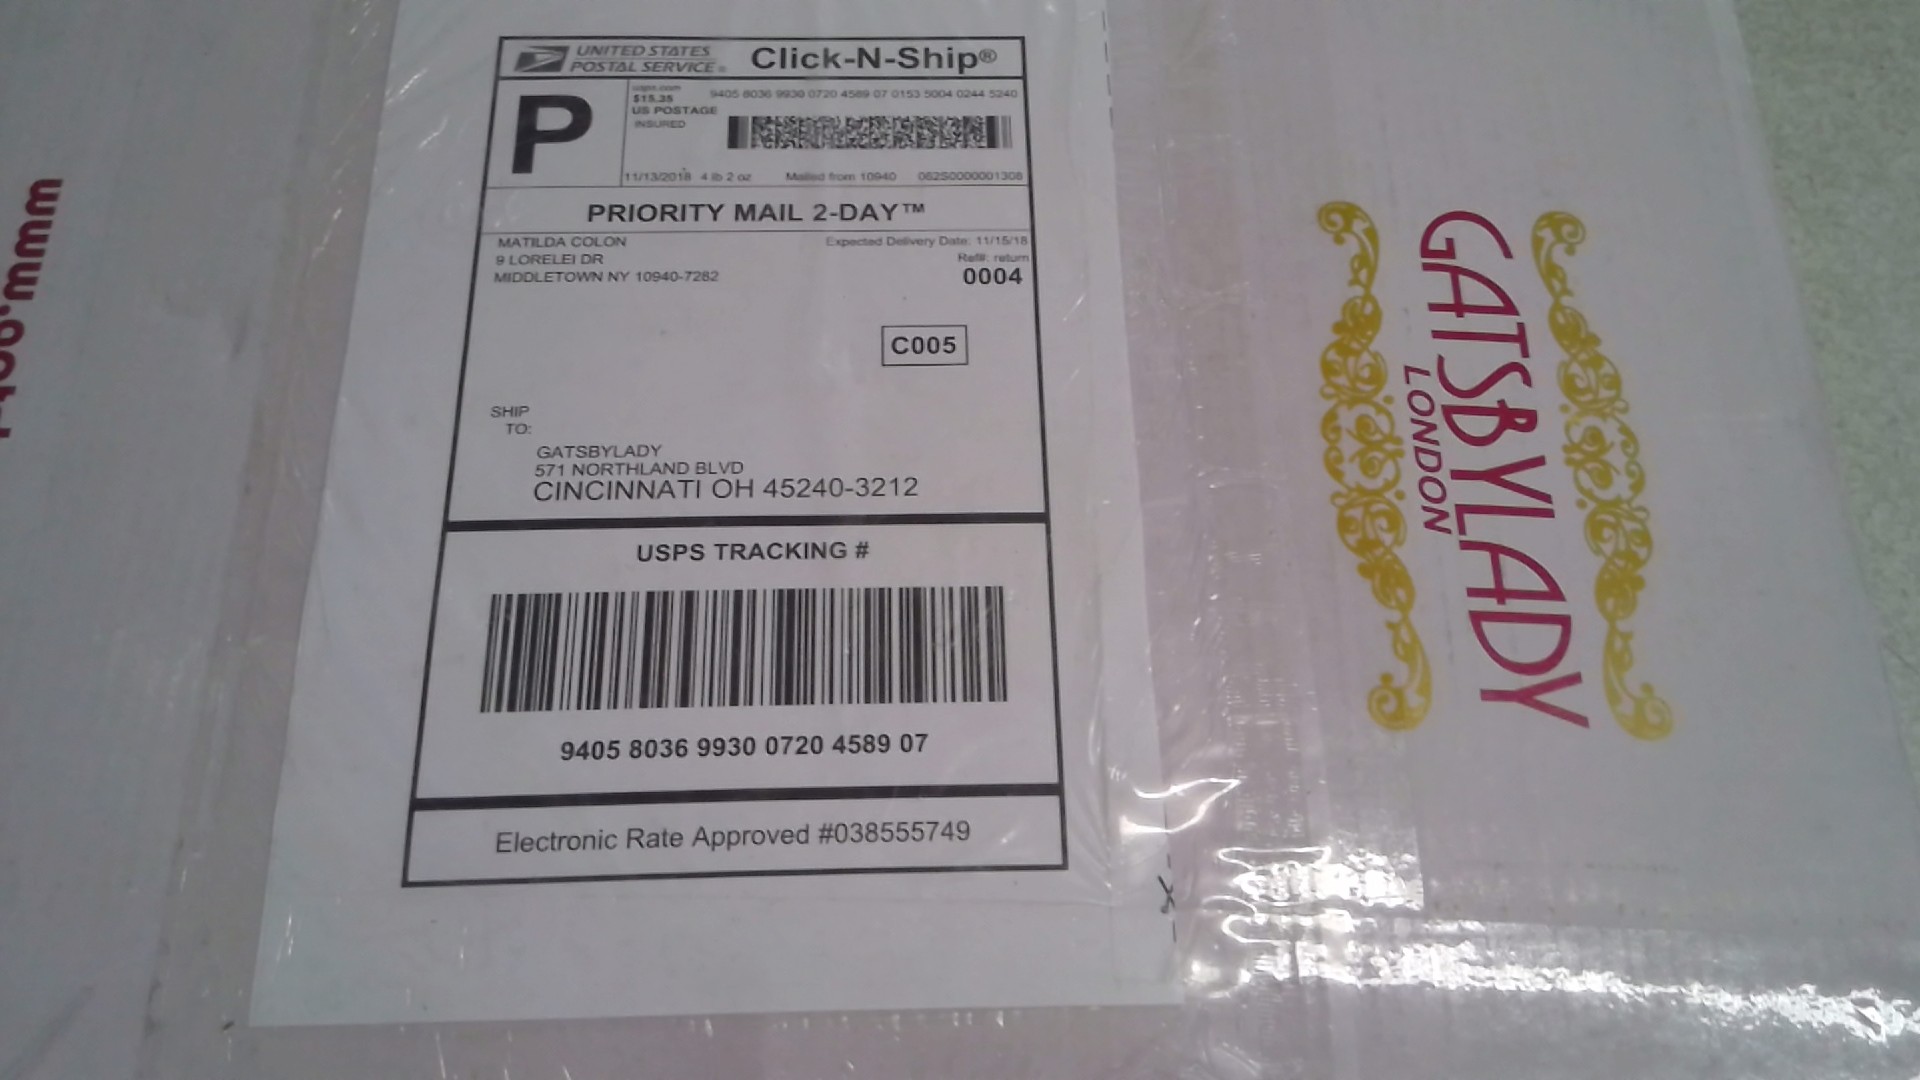 UNITED STATES
POSTAL SERVICE®
Click-N-Ship®
P
usps.com
$15.35
US POSTAGE
INSURED
9405 8036 9930 0720 4589 07 0153 5004 0244 5240
11/13/2018 4 lb 2 oz Mailed from 10940 062S0000001308
PRIORITY MAIL 2-DAY™
MATILDA COLON
9 LORELEI DR
MIDDLETOWN NY 10940-7282
Expected Delivery Date: 11/15/18
Ref#: return
0004
C005
SHIP
TO:
GATSBYLADY
571 NORTHLAND BLVD
CINCINNATI OH 45240-3212
USPS TRACKING #
9405 8036 9930 0720 4589 07
Electronic Rate Approved #038555749
GATSBYLADY
LONDON